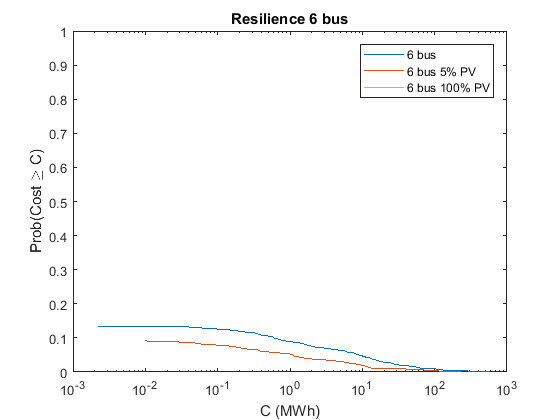 Resilience 6 bus
6 bus
6 bus 5% PV
6 bus 100% PV
Prob(Cost ≥ C)
1
0.9
0.8
0.7
0.6
0.5
0.4
0.3
0.2
0.1
0
10⁻³ 10⁻² 10⁻¹ 10⁰ 10¹ 10² 10³
C (MWh)